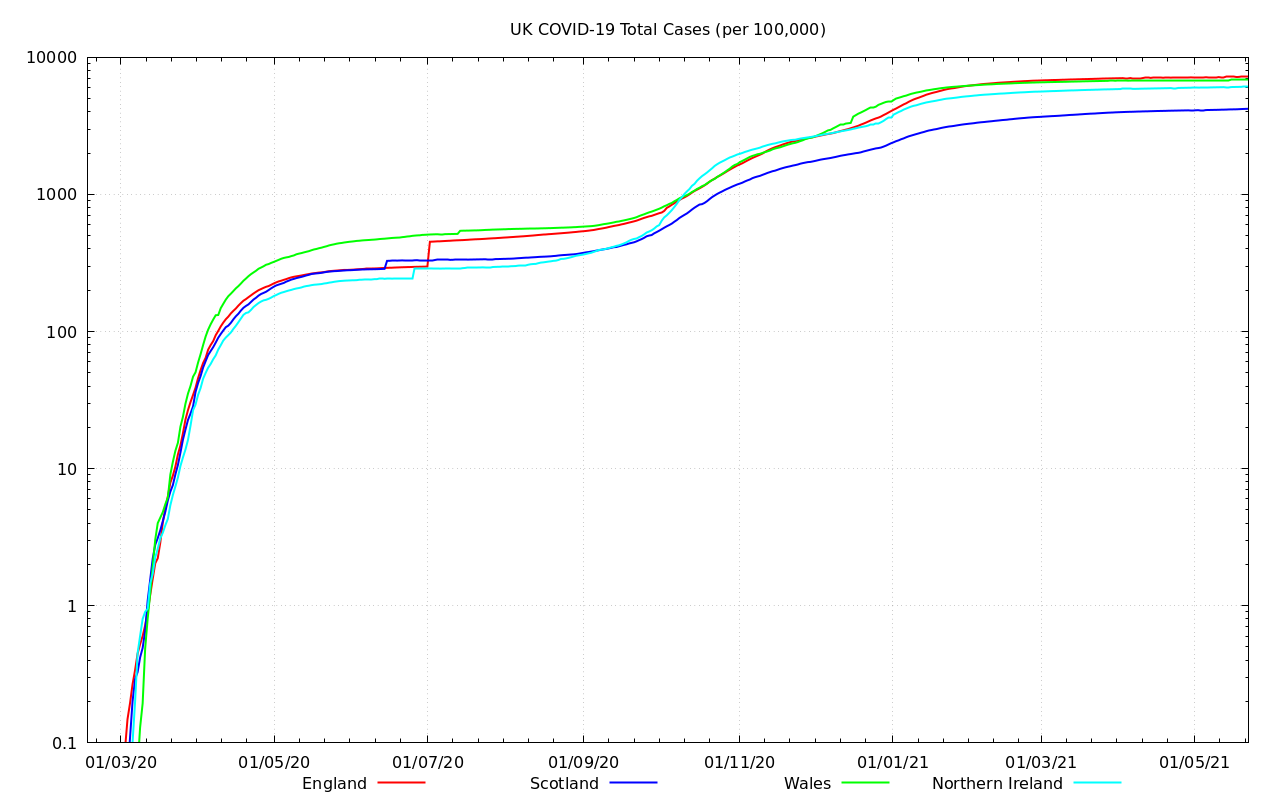 UK COVID-19 Total Cases (per 100,000)
10000
1000
100
10
1
0.1
01/03/20 01/05/20 01/07/20 01/09/20 01/11/20 01/01/21 01/03/21 01/05/21
England Scotland Wales Northern Ireland